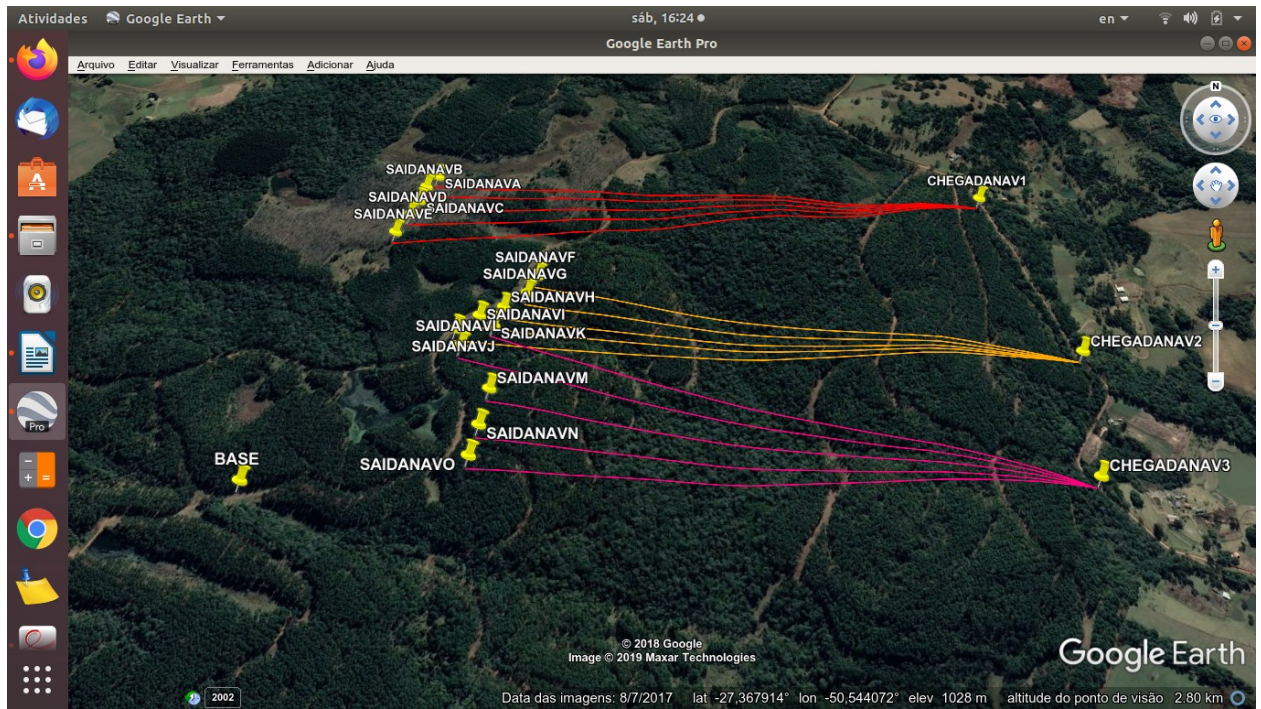 Atividades Google Earth sáb, 16:24 en
Google Earth Pro
Arquivo Editar Visualizar Ferramentas Adicionar Ajuda
N
SAIDANAVB
SAIDANAVA
CHEGADANAV1
SAIDANAVD
SAIDANAVC
SAIDANAVE
SAIDANAVF
SAIDANAVG
SAIDANAVH
SAIDANAVI
SAIDANAVL
SAIDANAVK
CHEGADANAV2
SAIDANAVJ
SAIDANAVM
Pro
SAIDANAVN
BASE
SAIDANAVO
CHEGADANAV3
© 2018 Google
Image © 2019 Maxar Technologies
Google Earth
2002
Data das imagens: 8/7/2017 lat -27,367914° lon -50,544072° elev 1028 m altitude do ponto de visão 2.80 km